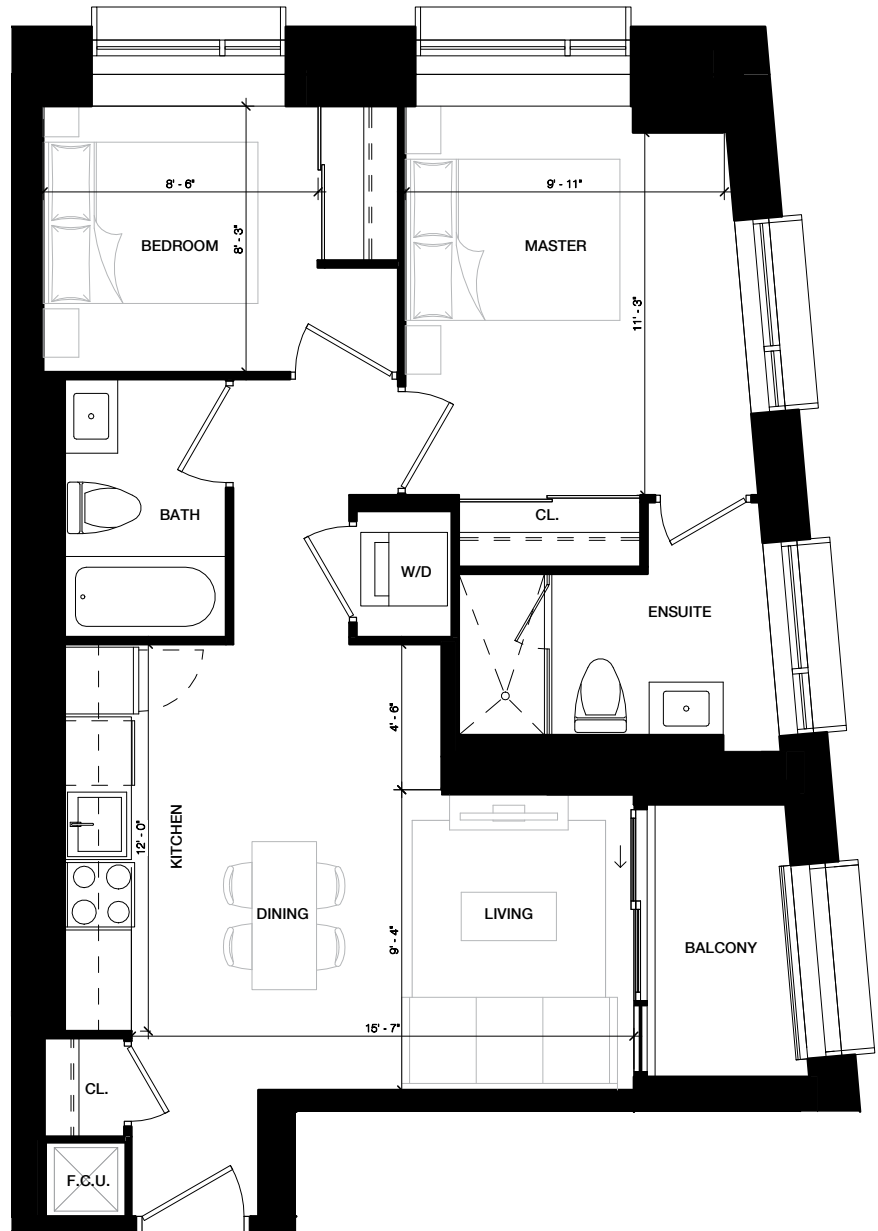 8' - 6"
9' - 11"
BEDROOM
8' - 3"
MASTER
11' - 3"
BATH
CL.
W/D
ENSUITE
4' - 6"
KITCHEN
12' - 0"
DINING
LIVING
9' - 4"
BALCONY
15' - 7"
CL.
F.C.U.